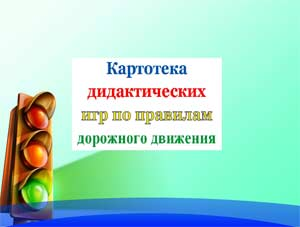 Картотека
дидактических
игр по правилам
дорожного движения